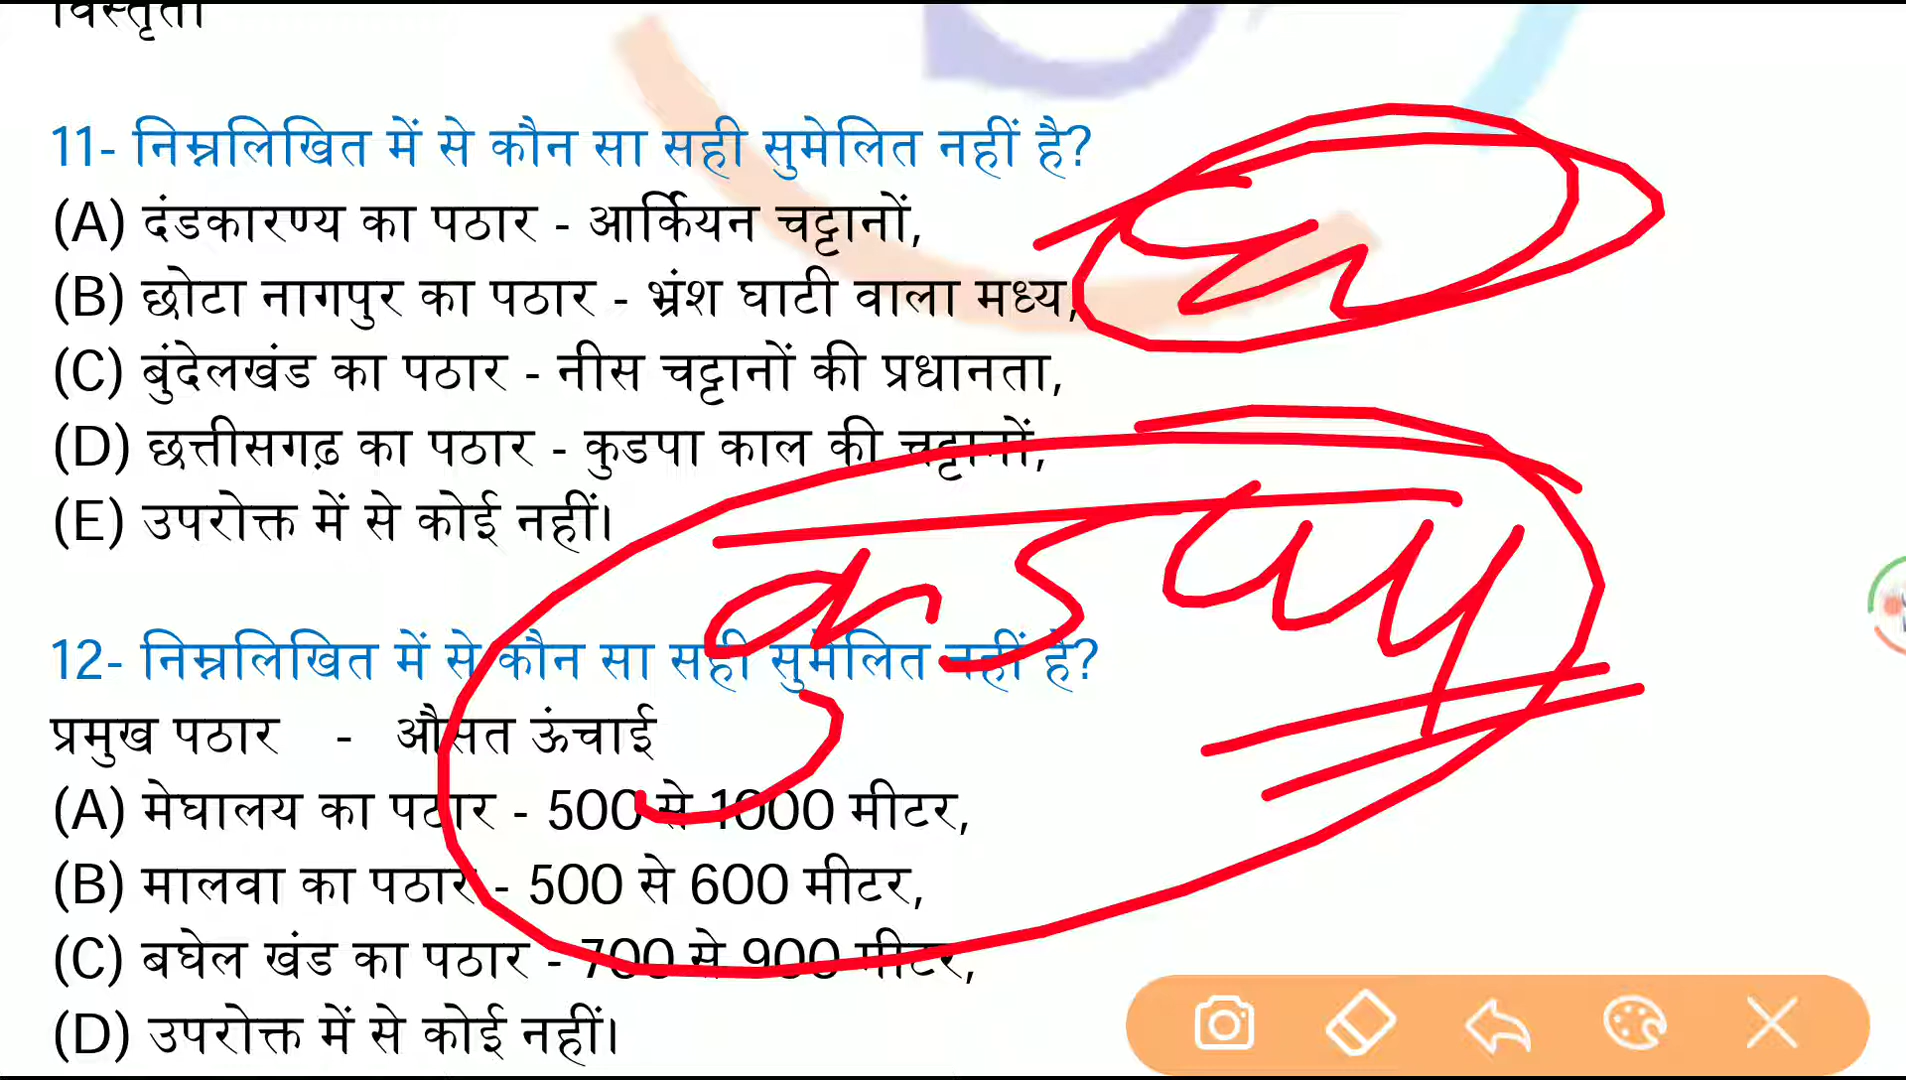 विस्तृत।
11- निम्नलिखित में से कौन सा सही सुमेलित नहीं है?
(A) दंडकारण्य का पठार - आर्कियन चट्टानों,
(B) छोटा नागपुर का पठार - भ्रंश घाटी वाला मध्य,
(C) बुंदेलखंड का पठार - नीस चट्टानों की प्रधानता,
(D) छत्तीसगढ़ का पठार - कुडपा काल की चट्टानों,
(E) उपरोक्त में से कोई नहीं।
कुडप्पा
12- निम्नलिखित में से कौन सा सही सुमेलित नहीं है?
प्रमुख पठार - औसत ऊंचाई
(A) मेघालय का पठार - 500 से 1000 मीटर,
(B) मालवा का पठार - 500 से 600 मीटर,
(C) बघेल खंड का पठार - 700 से 900 मीटर,
(D) उपरोक्त में से कोई नहीं।